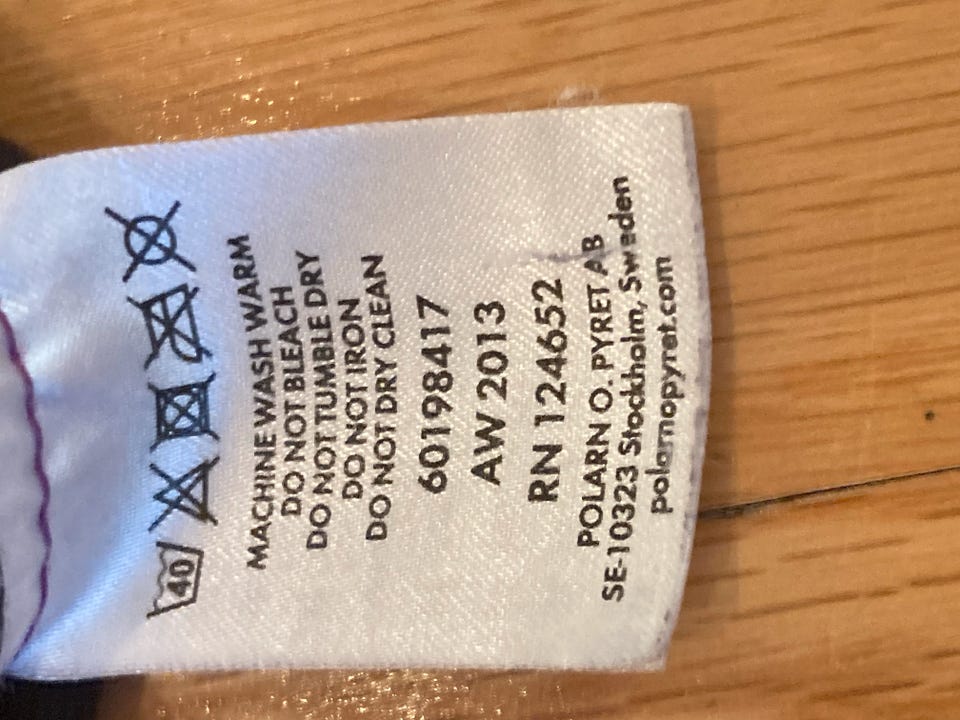 40
MACHINE WASH WARM
DO NOT BLEACH
DO NOT TUMBLE DRY
DO NOT IRON
DO NOT DRY CLEAN
60198417
AW 2013
RN 124652
POLARN O. PYRET AB
SE-10323 Stockholm, Sweden
polarnopyret.com